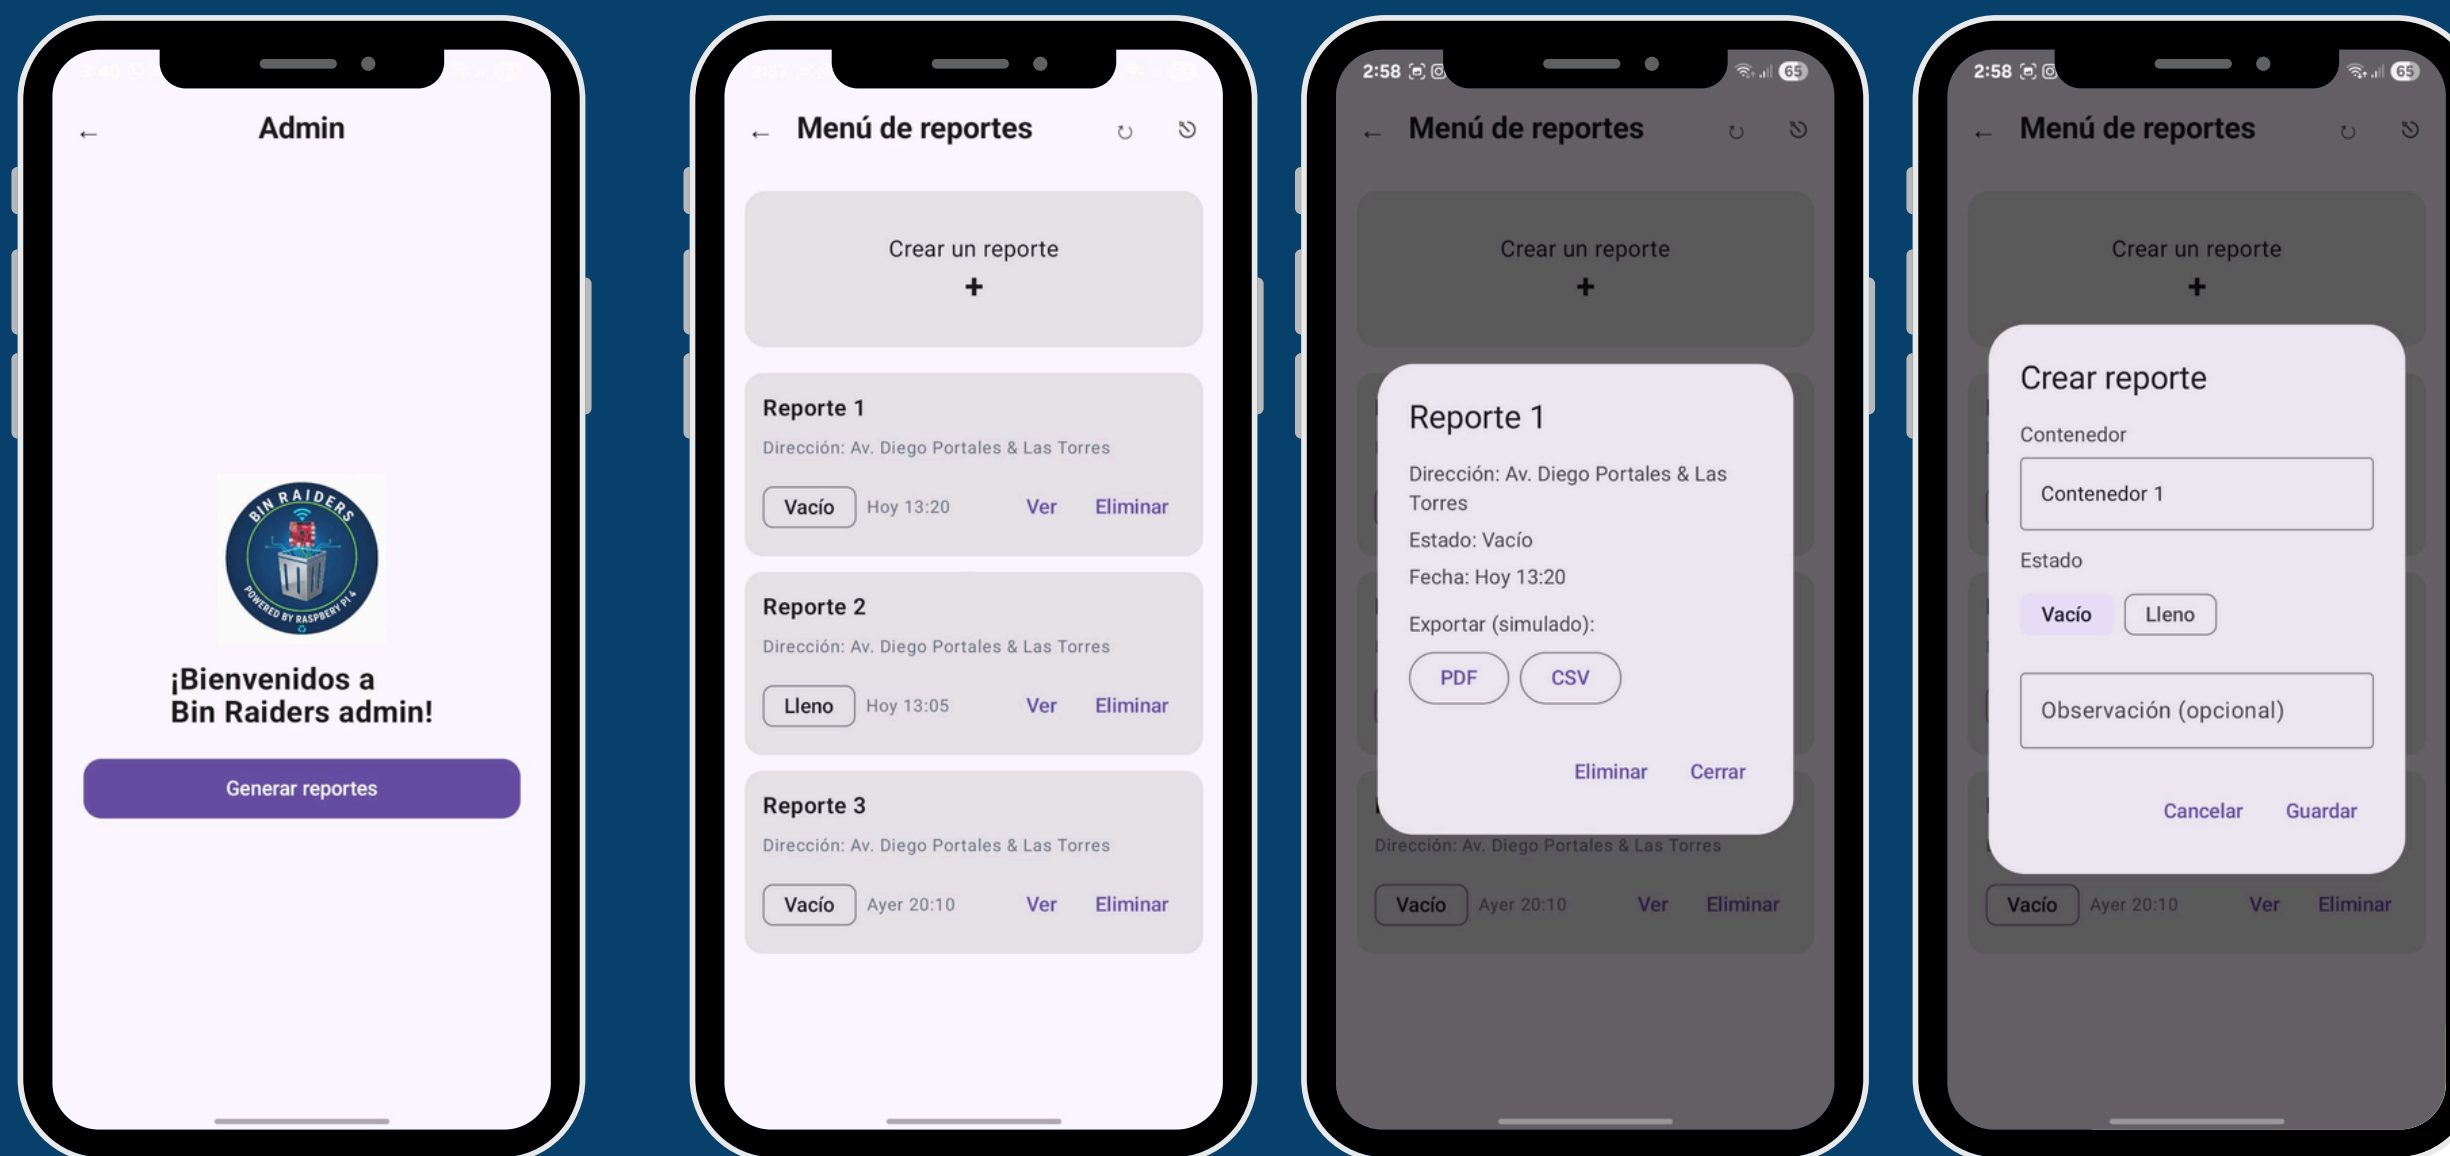 Admin
BIN RAIDERS
POWERED BY RASPBERY PI 4
¡Bienvenidos a
Bin Raiders admin!
Generar reportes
Menú de reportes
Crear un reporte
+
Reporte 1
Dirección: Av. Diego Portales & Las Torres
Vacío Hoy 13:20 Ver Eliminar
Reporte 2
Dirección: Av. Diego Portales & Las Torres
Lleno Hoy 13:05 Ver Eliminar
Reporte 3
Dirección: Av. Diego Portales & Las Torres
Vacío Ayer 20:10 Ver Eliminar
2:58 65
Menú de reportes
Crear un reporte
+
Reporte 1
Dirección: Av. Diego Portales & Las
Torres
Estado: Vacío
Fecha: Hoy 13:20
Exportar (simulado):
PDF CSV
Eliminar Cerrar
Dirección: Av. Diego Portales & Las Torres
Vacío Ayer 20:10 Ver Eliminar
2:58 65
Menú de reportes
Crear un reporte
+
Crear reporte
Contenedor
Contenedor 1
Estado
Vacío Lleno
Observación (opcional)
Cancelar Guardar
Vacío Ayer 20:10 Ver Eliminar